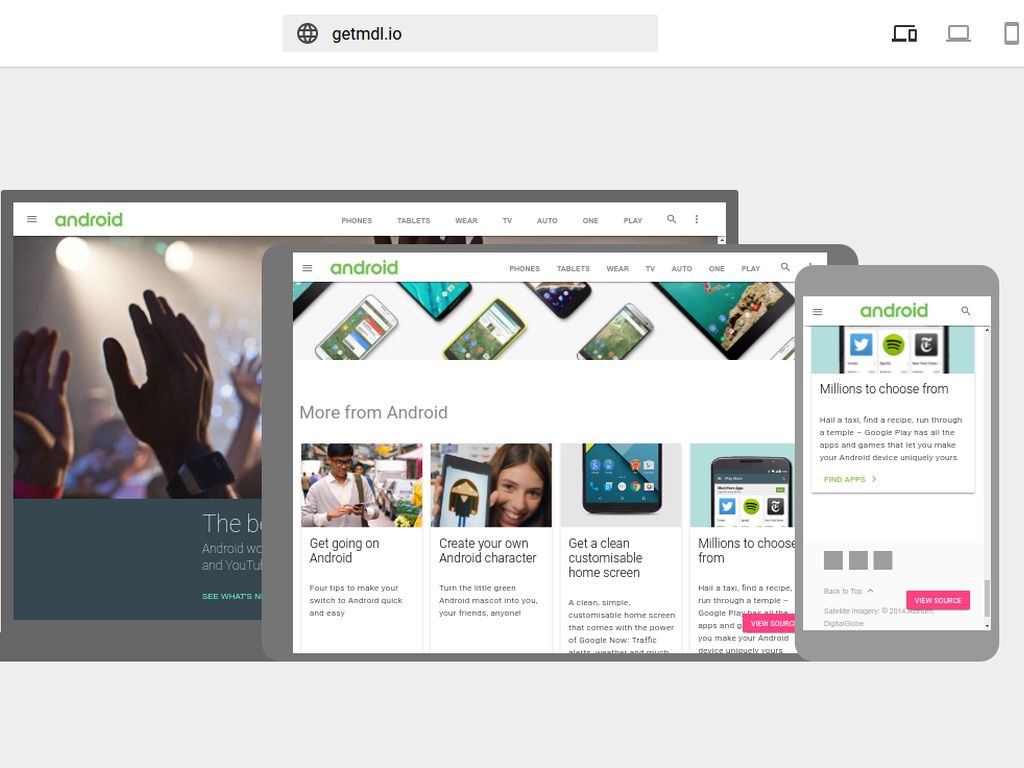 getmdl.io
android
PHONES TABLETS WEAR TV AUTO ONE PLAY
The be
Android wo
and YouTu
SEE WHAT'S N
android
PHONES TABLETS WEAR TV AUTO ONE PLAY
More from Android
Get going on
Android
Four tips to make your
switch to Android quick
and easy
Create your own
Android character
Turn the little green
Android mascot into you,
your friends, anyone!
Get a clean
customisable
home screen
A clean, simple,
customisable home screen
that comes with the power
of Google Now: Traffic
alerts, weather and much
Millions to choose
from
Hail a taxi, find a recipe,
run through a temple –
Google Play has all the
apps and g
you make your Android
device uniquely yours.
VIEW SOURC
android
Millions to choose from
Hail a taxi, find a recipe, run through
a temple – Google Play has all the
apps and games that let you make
your Android device uniquely yours.
FIND APPS
Back to Top
VIEW SOURCE
Satellite imagery: © 2014 Astrium,
DigitalGlobe